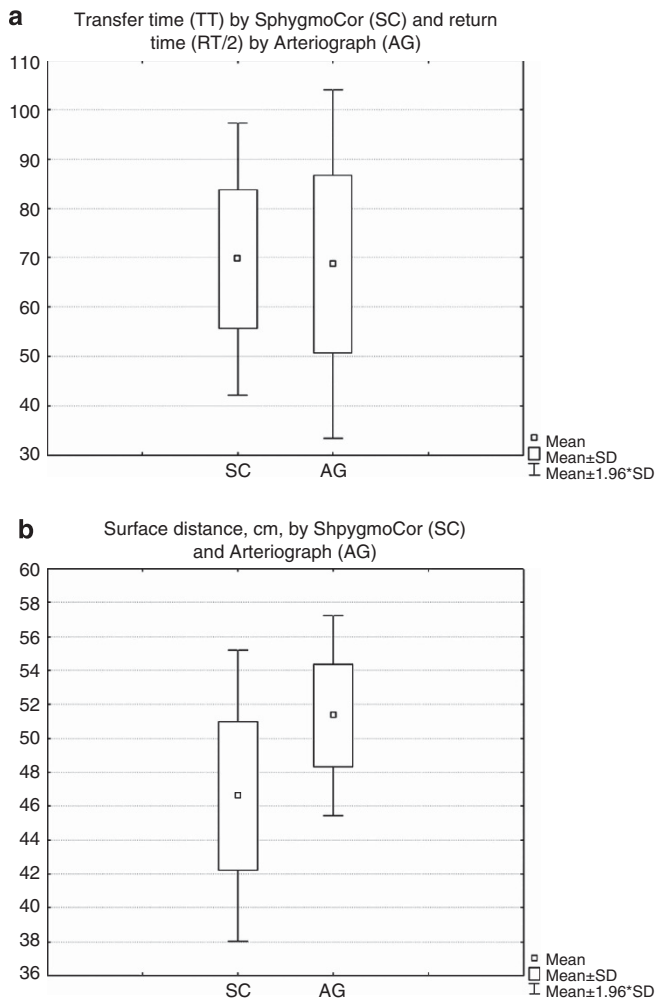 a
Transfer time (TT) by SphygmoCor (SC) and return
time (RT/2) by Arteriograph (AG)
110
100
90
80
70
60
50
40
30
SC AG
Mean
Mean±SD
Mean±1.96*SD
b
Surface distance, cm, by ShpygmoCor (SC)
and Arteriograph (AG)
60
58
56
54
52
50
48
46
44
42
40
38
36
SC AG
Mean
Mean±SD
Mean±1.96*SD